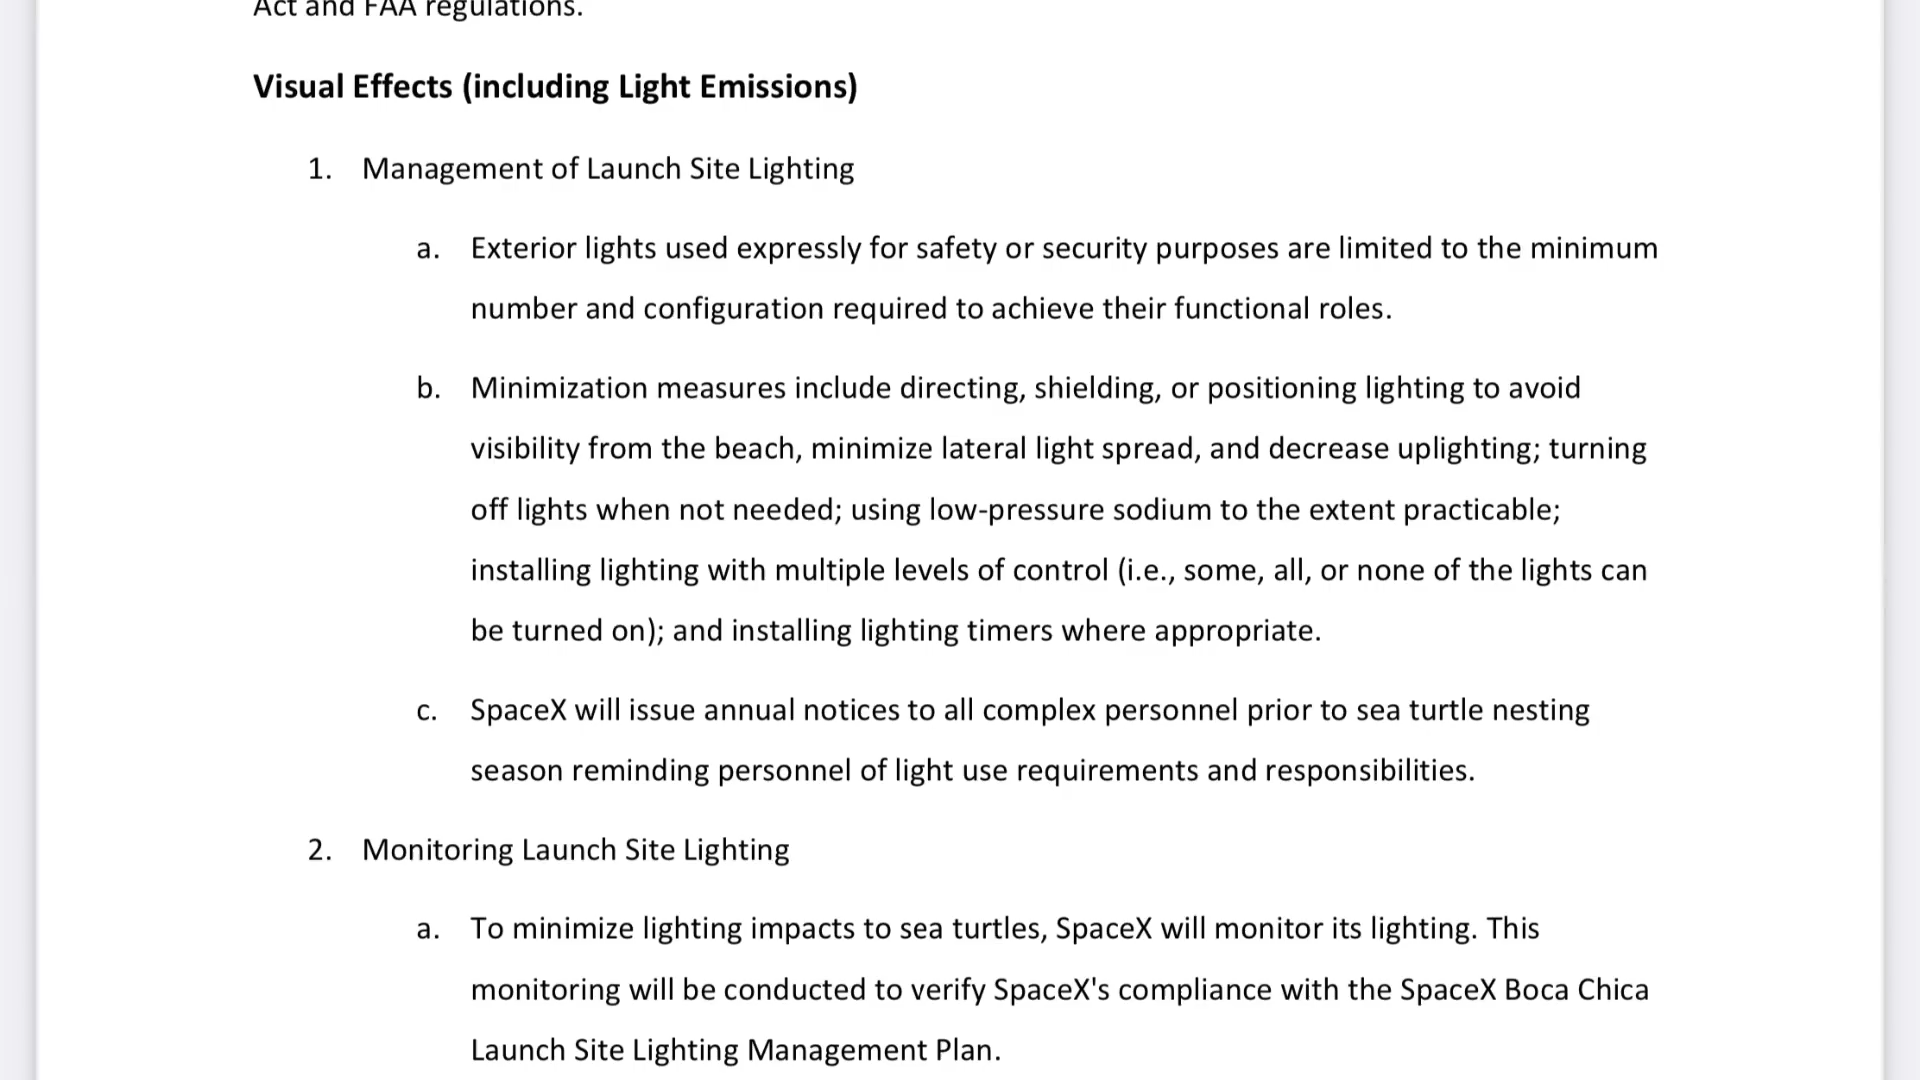 Act and FAA regulations.
Visual Effects (including Light Emissions)
1. Management of Launch Site Lighting
a. Exterior lights used expressly for safety or security purposes are limited to the minimum
number and configuration required to achieve their functional roles.
b. Minimization measures include directing, shielding, or positioning lighting to avoid
visibility from the beach, minimize lateral light spread, and decrease uplighting; turning
off lights when not needed; using low-pressure sodium to the extent practicable;
installing lighting with multiple levels of control (i.e., some, all, or none of the lights can
be turned on); and installing lighting timers where appropriate.
c. SpaceX will issue annual notices to all complex personnel prior to sea turtle nesting
season reminding personnel of light use requirements and responsibilities.
2. Monitoring Launch Site Lighting
a. To minimize lighting impacts to sea turtles, SpaceX will monitor its lighting. This
monitoring will be conducted to verify SpaceX's compliance with the SpaceX Boca Chica
Launch Site Lighting Management Plan.